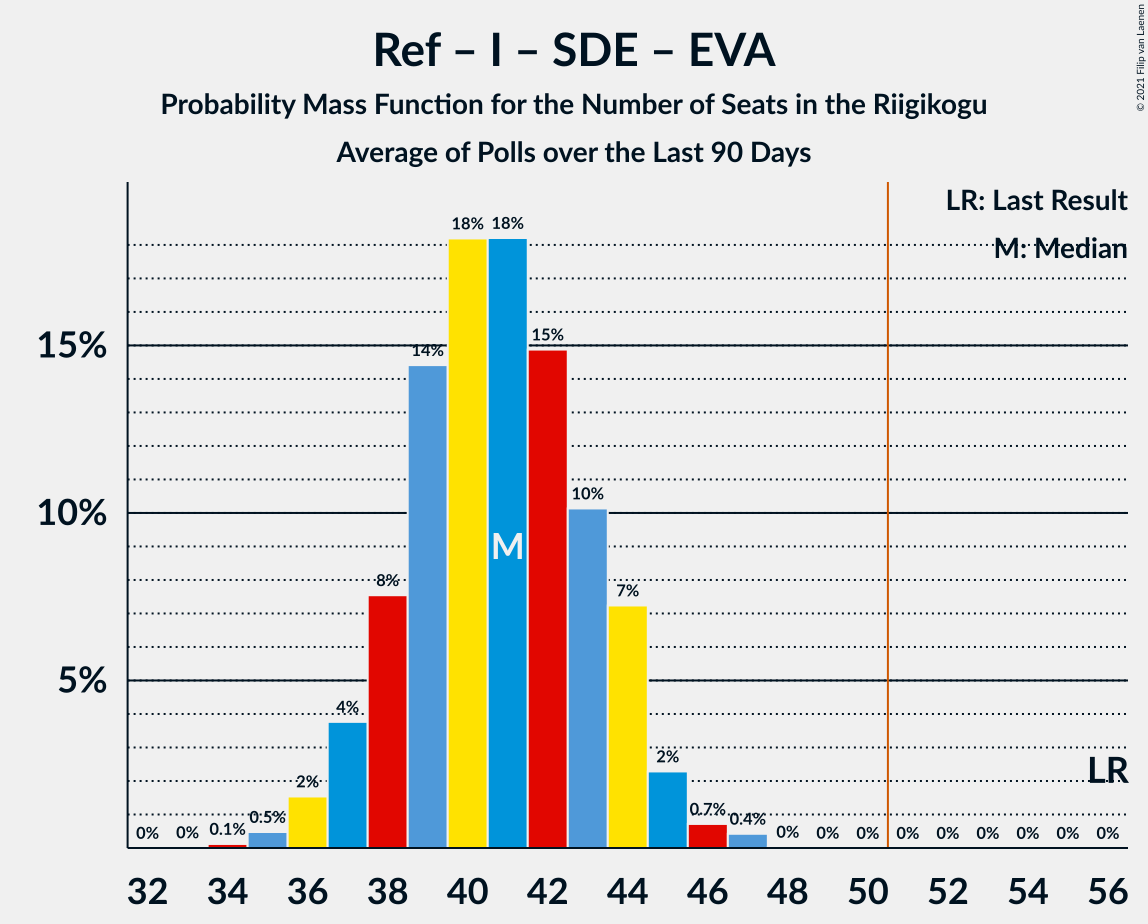 Ref – I – SDE – EVA
Probability Mass Function for the Number of Seats in the Riigikogu
Average of Polls over the Last 90 Days
© 2021 Filip van Laenen
LR: Last Result
M: Median
18% 18%
15%
15%
14%
10%
10%
M
8%
7%
5%
4%
2%
2%
LR
0.7%
0.5%
0.4%
0.1%
0% 0% 0% 0% 0% 0% 0% 0% 0% 0% 0%
32 34 36 38 40 42 44 46 48 50 52 54 56